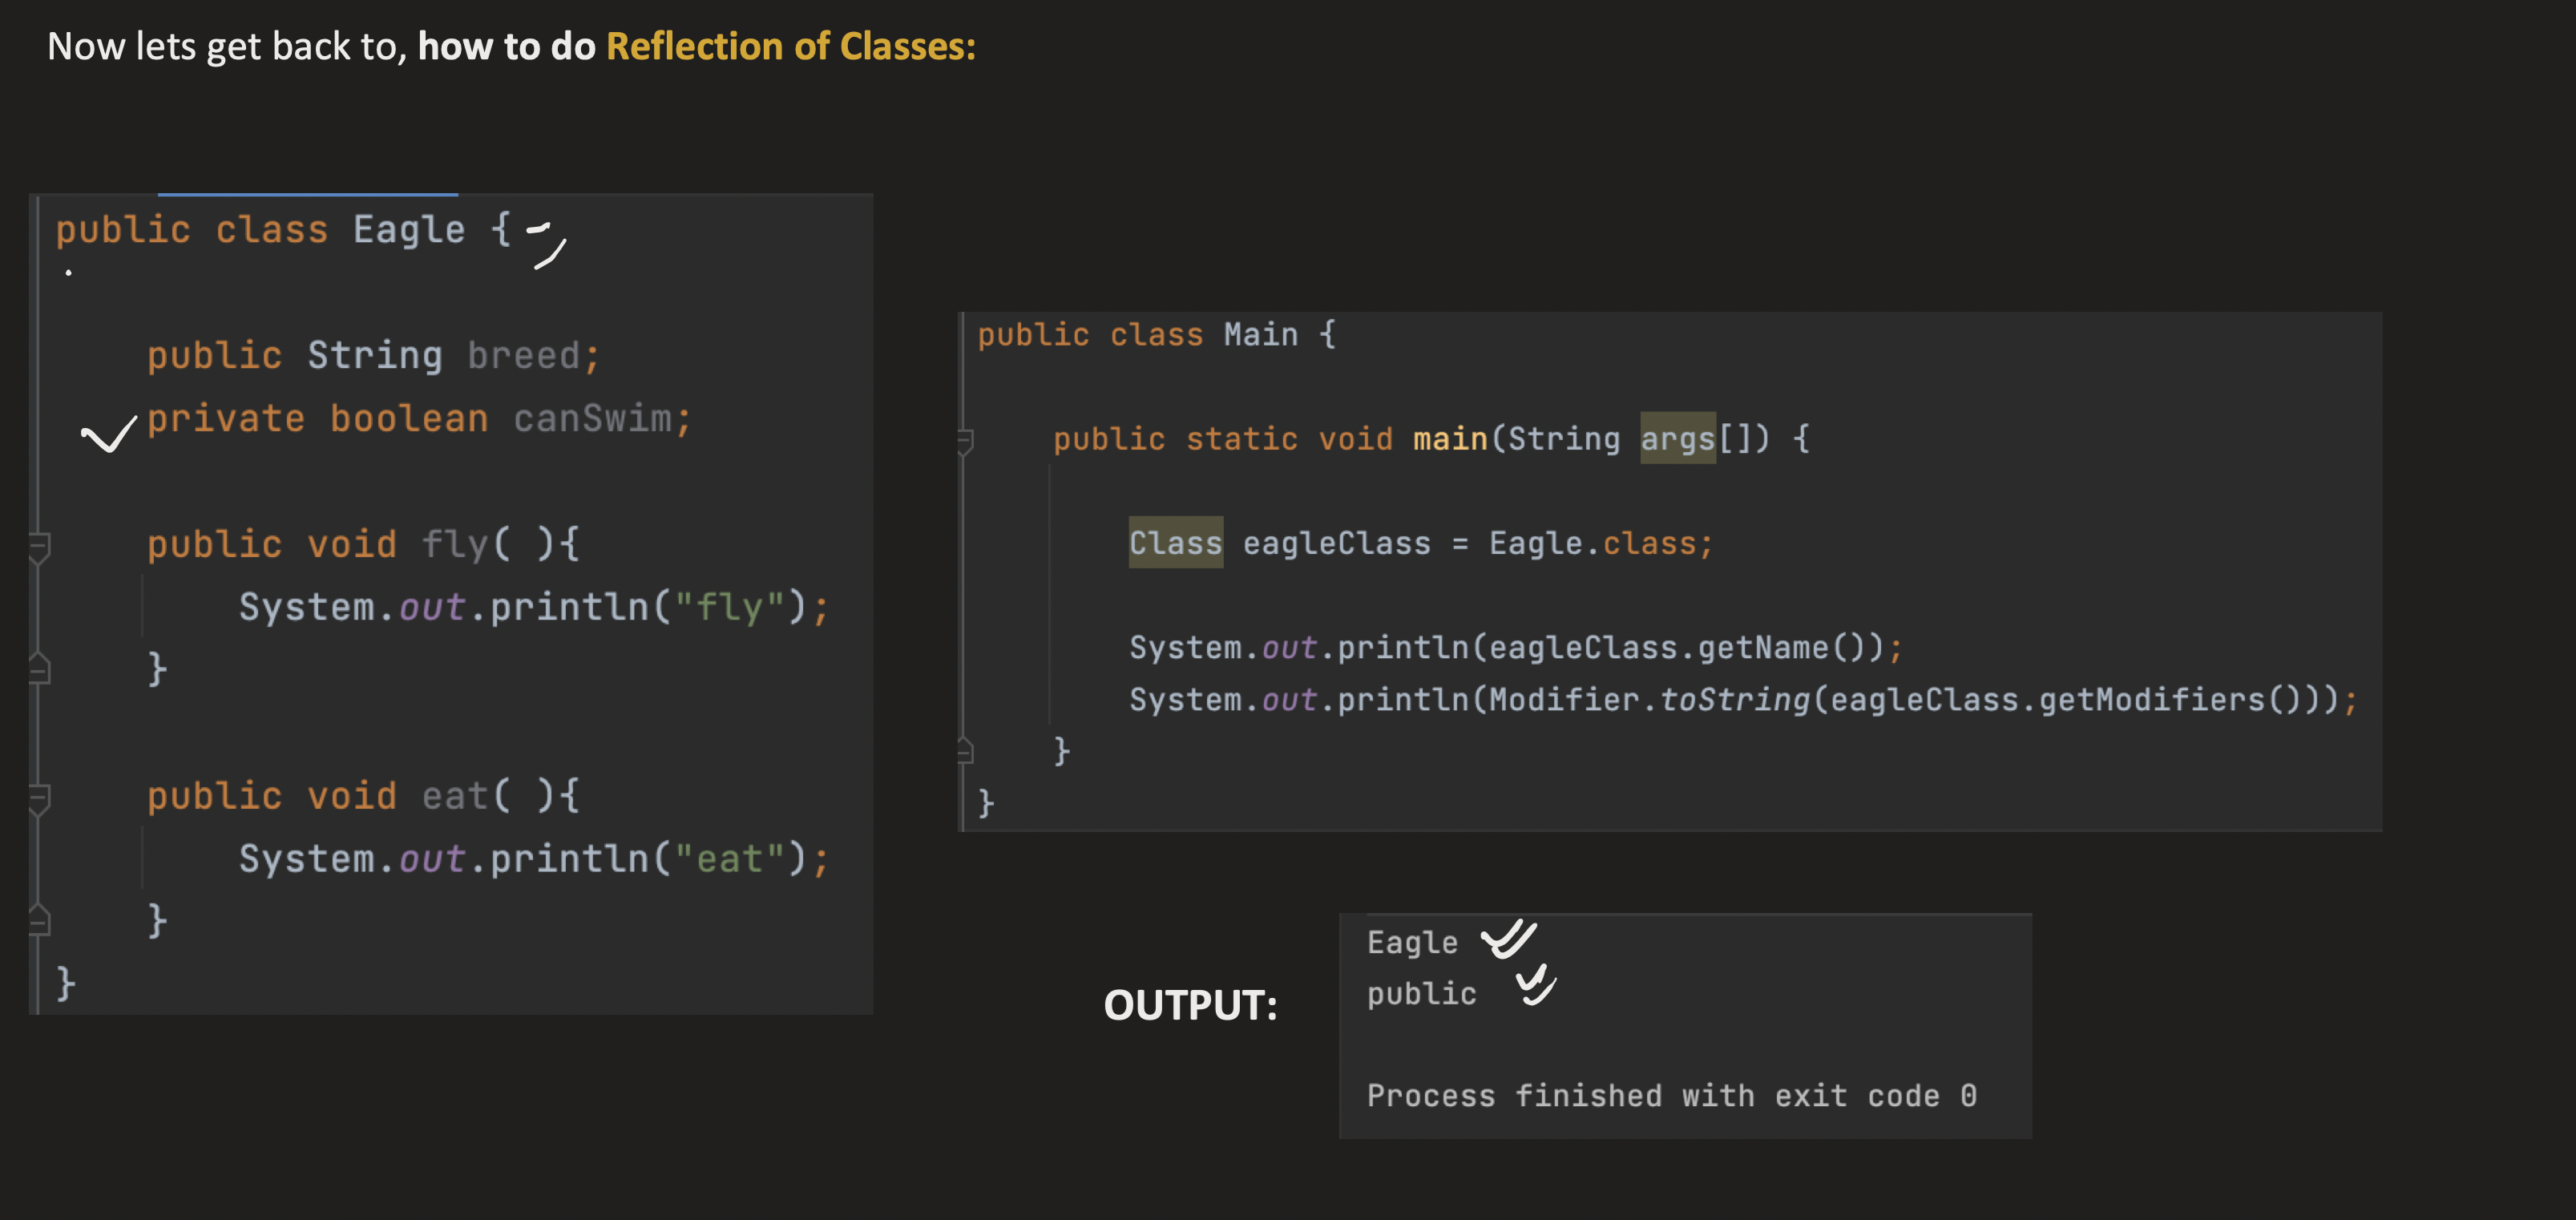 Now lets get back to, how to do Reflection of Classes:
public class Eagle {
public String breed;
private boolean canSwim;
public void fly( ){
System.out.println("fly");
}
public void eat( ){
System.out.println("eat");
}
}
public class Main {
public static void main(String args[]) {
Class eagleClass = Eagle.class;
System.out.println(eagleClass.getName());
System.out.println(Modifier.toString(eagleClass.getModifiers()));
}
}
OUTPUT:
Eagle
public
Process finished with exit code 0